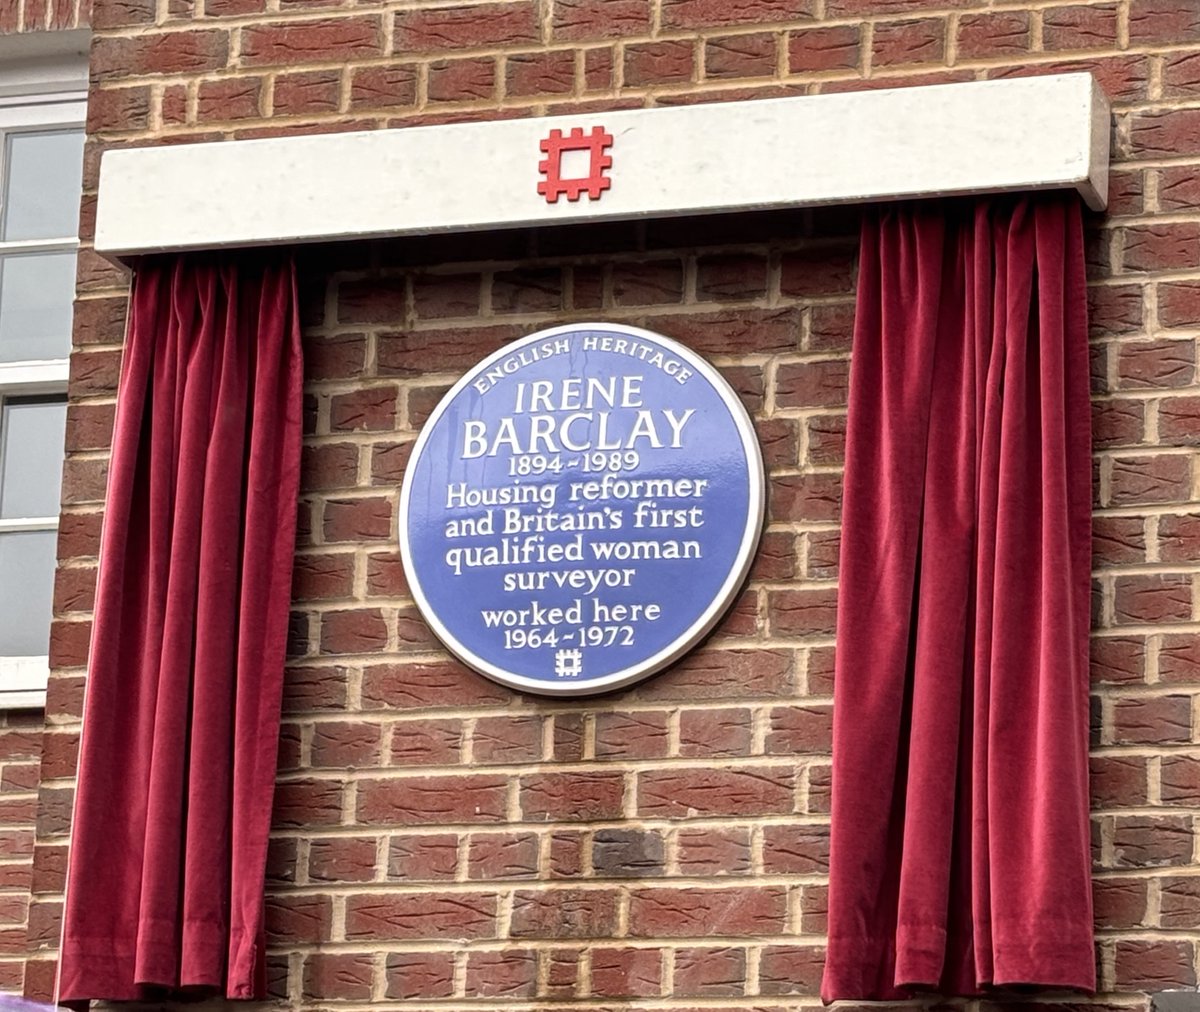 ENGLISH HERITAGE
IRENE
BARCLAY
1894-1989
Housing reformer
and Britain's first
qualified woman
surveyor
worked here
1964-1972